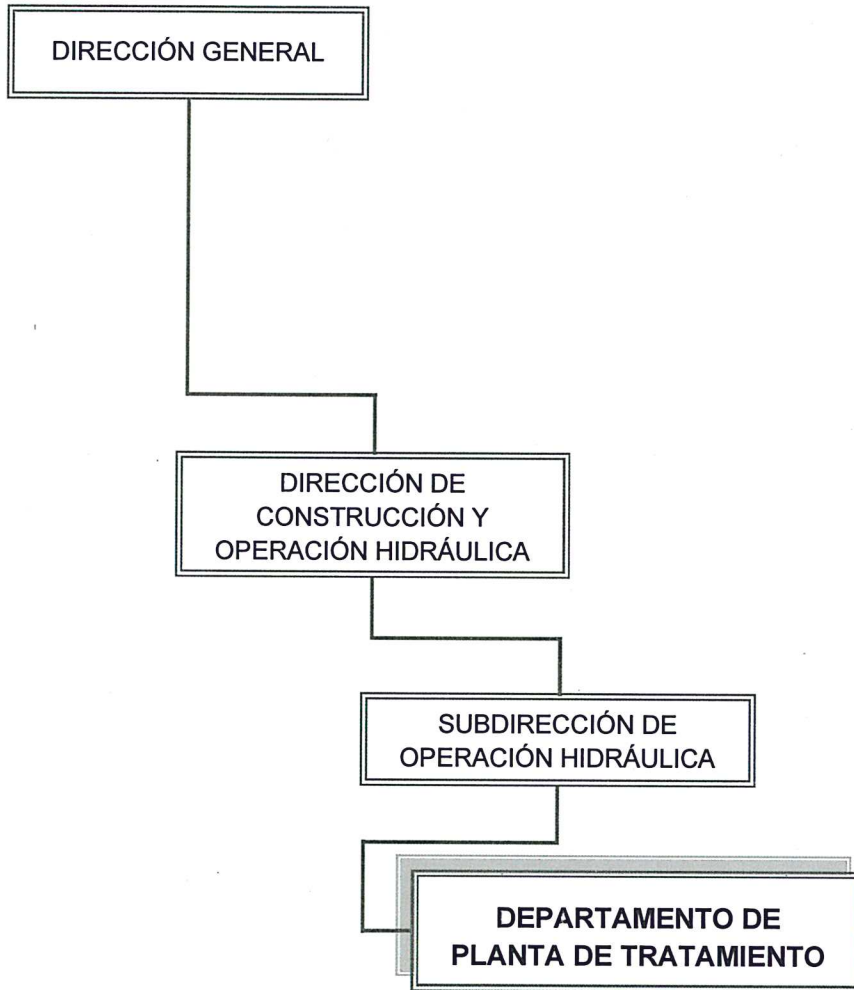 DIRECCIÓN GENERAL
DIRECCIÓN DE
CONSTRUCCIÓN Y
OPERACIÓN HIDRÁULICA
SUBDIRECCIÓN DE
OPERACIÓN HIDRÁULICA
DEPARTAMENTO DE
PLANTA DE TRATAMIENTO